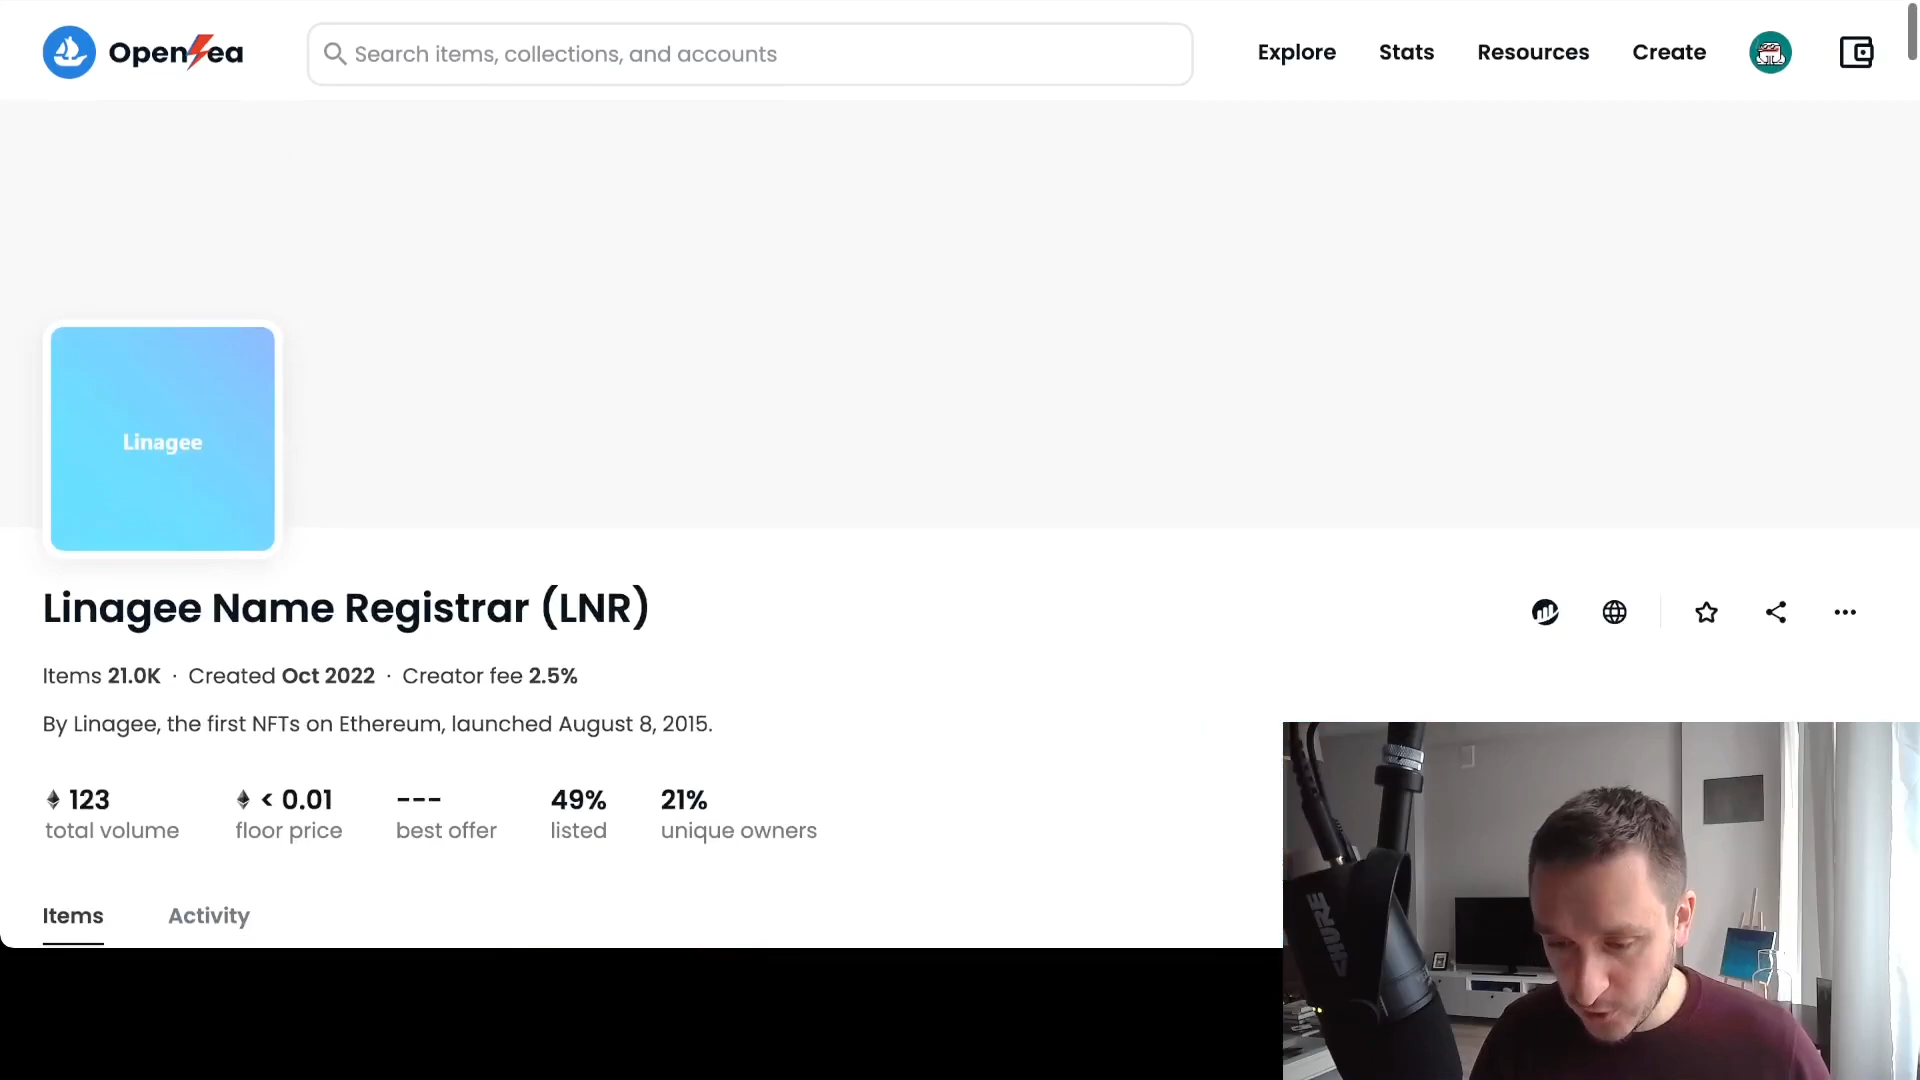 OpenSea
Search items, collections, and accounts
Explore Stats Resources Create
Linagee
Linagee Name Registrar (LNR)
Items 21.0K · Created Oct 2022 · Creator fee 2.5%
By Linagee, the first NFTs on Ethereum, launched August 8, 2015.
123 < 0.01 --- 49% 21%
total volume floor price best offer listed unique owners
Items Activity
SHURE